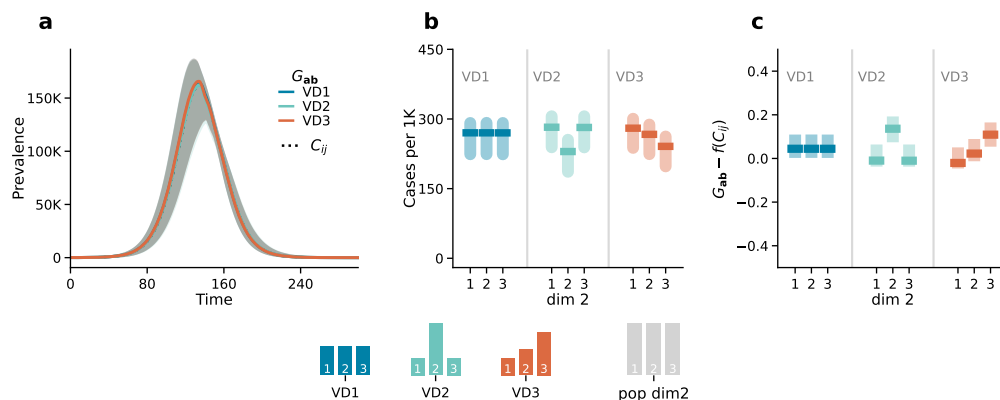 a
Prevalence
150K
100K
50K
0
0 80 160 240
Time
G_ab
VD1
VD2
VD3
C_ij
b
Cases per 1K
450
300
150
0
VD1 VD2 VD3
1 2 3 1 2 3 1 2 3
dim 2
c
G_ab − f(C_ij)
0.4
0.2
0.0
−0.2
−0.4
VD1 VD2 VD3
1 2 3 1 2 3 1 2 3
dim 2
1 2 3 1 2 3 1 2 3 1 2 3
VD1 VD2 VD3 pop dim2